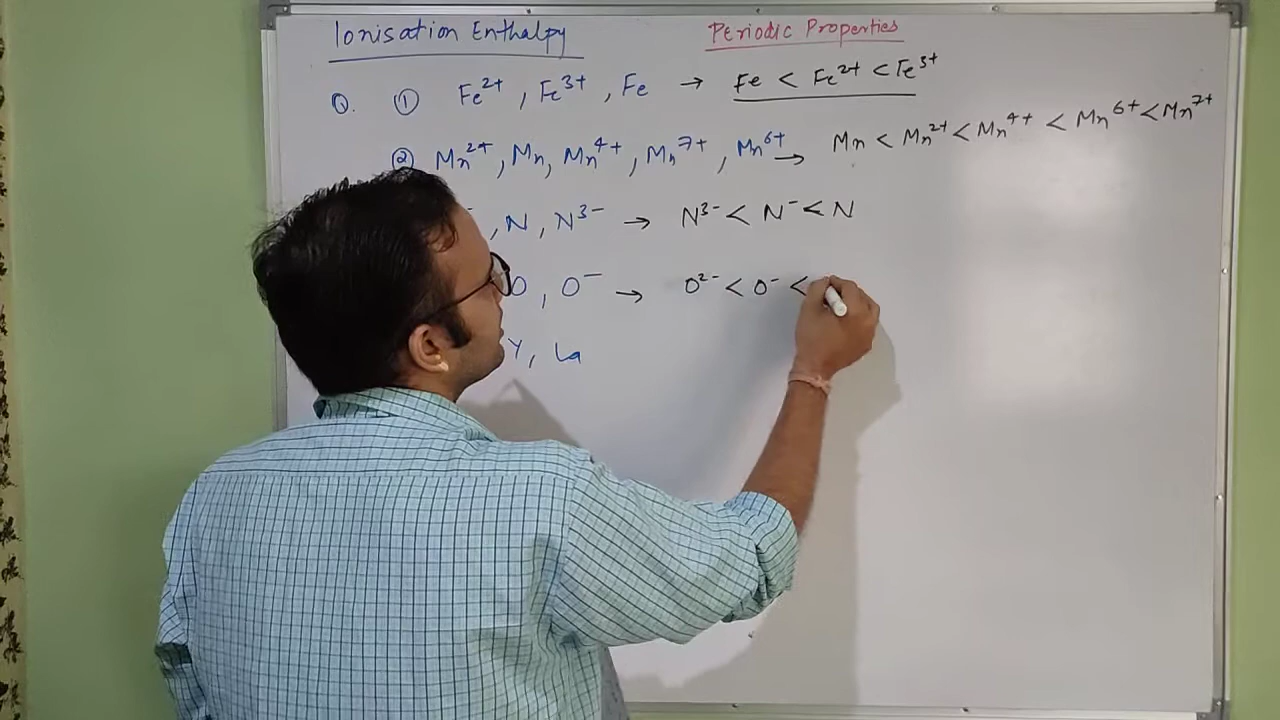 Ionisation Enthalpy Periodic Properties
Q. ① Fe²⁺, Fe³⁺, Fe → Fe < Fe²⁺ < Fe³⁺
② Mn²⁺, Mn, Mn⁴⁺, Mn⁷⁺, Mn⁶⁺ → Mn < Mn²⁺ < Mn⁴⁺ < Mn⁶⁺ < Mn⁷⁺
⁻, N, N³⁻ → N³⁻ < N⁻ < N
O, O⁻ → O²⁻ < O⁻ <
Y, La